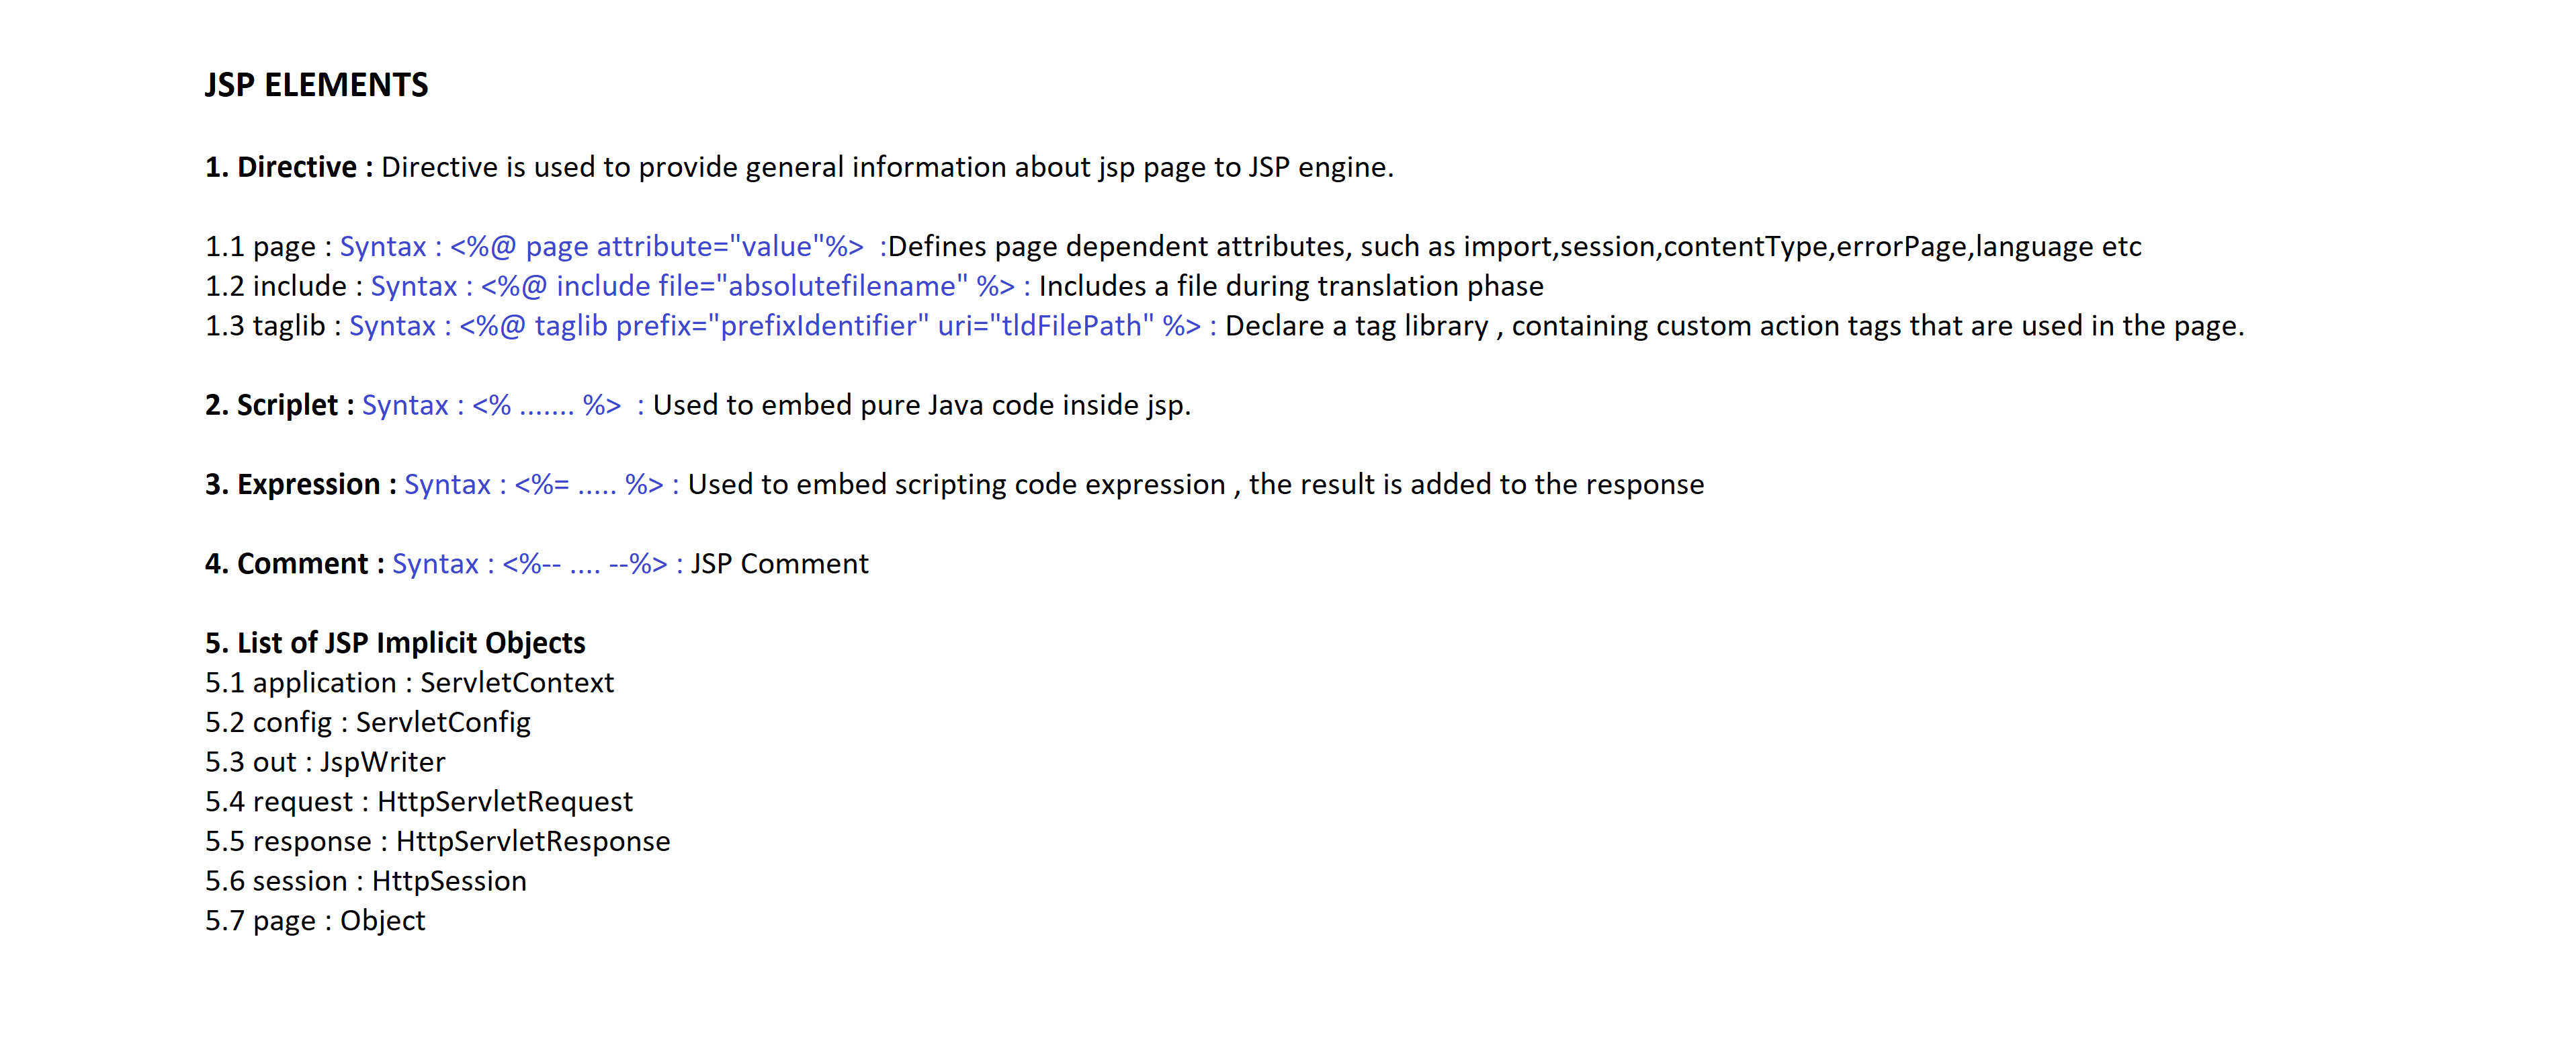 JSP ELEMENTS
1. Directive : Directive is used to provide general information about jsp page to JSP engine.
1.1 page : Syntax : <%@ page attribute="value"%>  :Defines page dependent attributes, such as import,session,contentType,errorPage,language etc
1.2 include : Syntax : <%@ include file="absolutefilename" %> : Includes a file during translation phase
1.3 taglib : Syntax : <%@ taglib prefix="prefixIdentifier" uri="tldFilePath" %> : Declare a tag library , containing custom action tags that are used in the page.
2. Scriplet : Syntax : <% ....... %>  : Used to embed pure Java code inside jsp.
3. Expression : Syntax : <%= ..... %> : Used to embed scripting code expression , the result is added to the response
4. Comment : Syntax : <%-- .... --%> : JSP Comment
5. List of JSP Implicit Objects
5.1 application : ServletContext
5.2 config : ServletConfig
5.3 out : JspWriter
5.4 request : HttpServletRequest
5.5 response : HttpServletResponse
5.6 session : HttpSession
5.7 page : Object